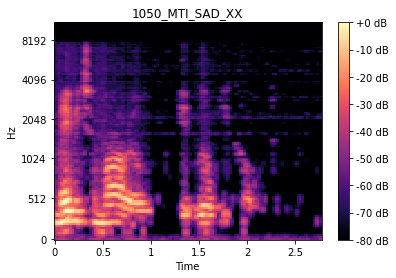 1050_MTI_SAD_XX
8192
4096
2048
1024
512
0
Hz
0
0.5
1
1.5
2
2.5
Time
+0 dB
-10 dB
-20 dB
-30 dB
-40 dB
-50 dB
-60 dB
-70 dB
-80 dB